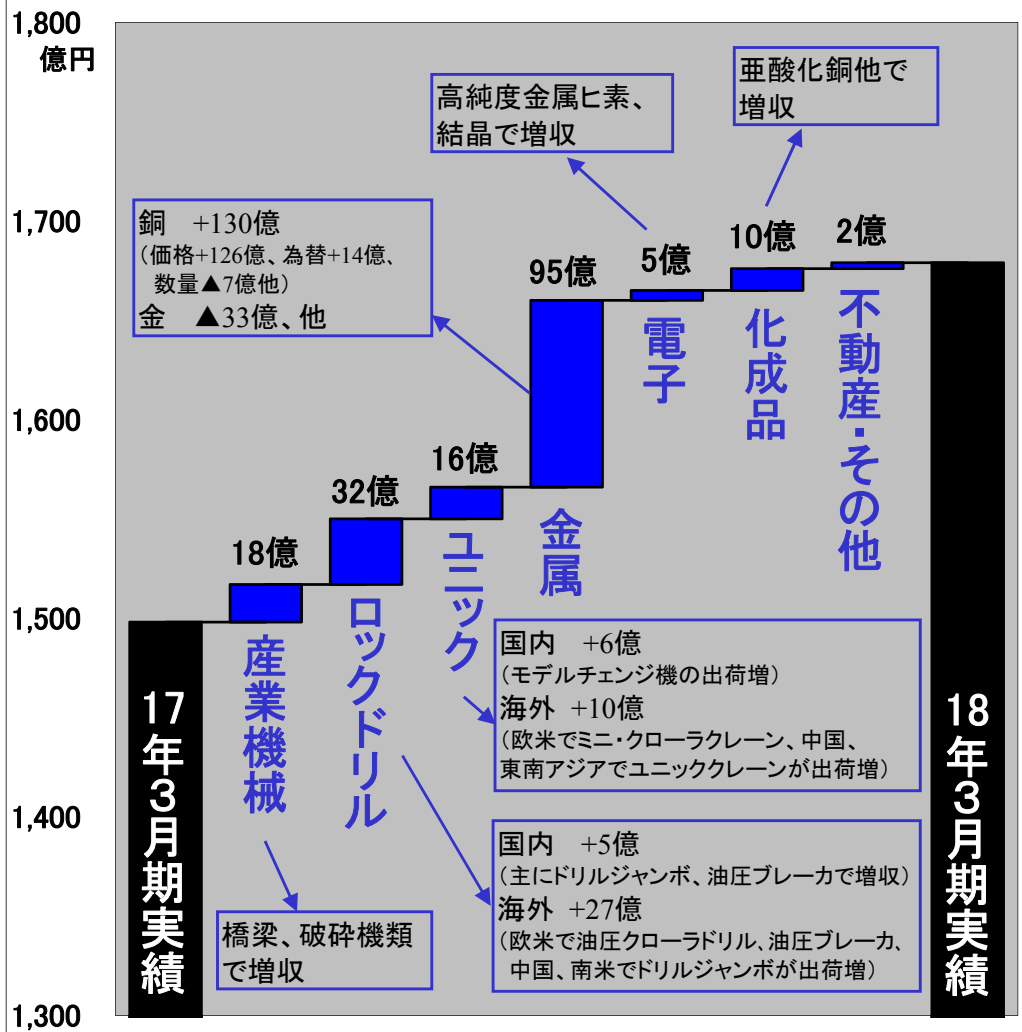 1,800
億円
1,700
1,600
1,500
1,400
1,300
亜酸化銅他で
増収
高純度金属ヒ素、
結晶で増収
銅 +130億
(価格+126億、為替+14億、
数量▲7億他)
金 ▲33億、他
18億
32億
16億
95億
5億
10億
2億
17年3月期実績
産業機械
ロックドリル
ユニック
金属
電子
化成品
不動産・その他
18年3月期実績
国内 +6億
(モデルチェンジ機の出荷増)
海外 +10億
(欧米でミニ・クローラクレーン、中国、
東南アジアでユニッククレーンが出荷増)
国内 +5億
(主にドリルジャンボ、油圧ブレーカで増収)
海外 +27億
(欧米で油圧クローラドリル、油圧ブレーカ、
中国、南米でドリルジャンボが出荷増)
橋梁、破砕機類
で増収